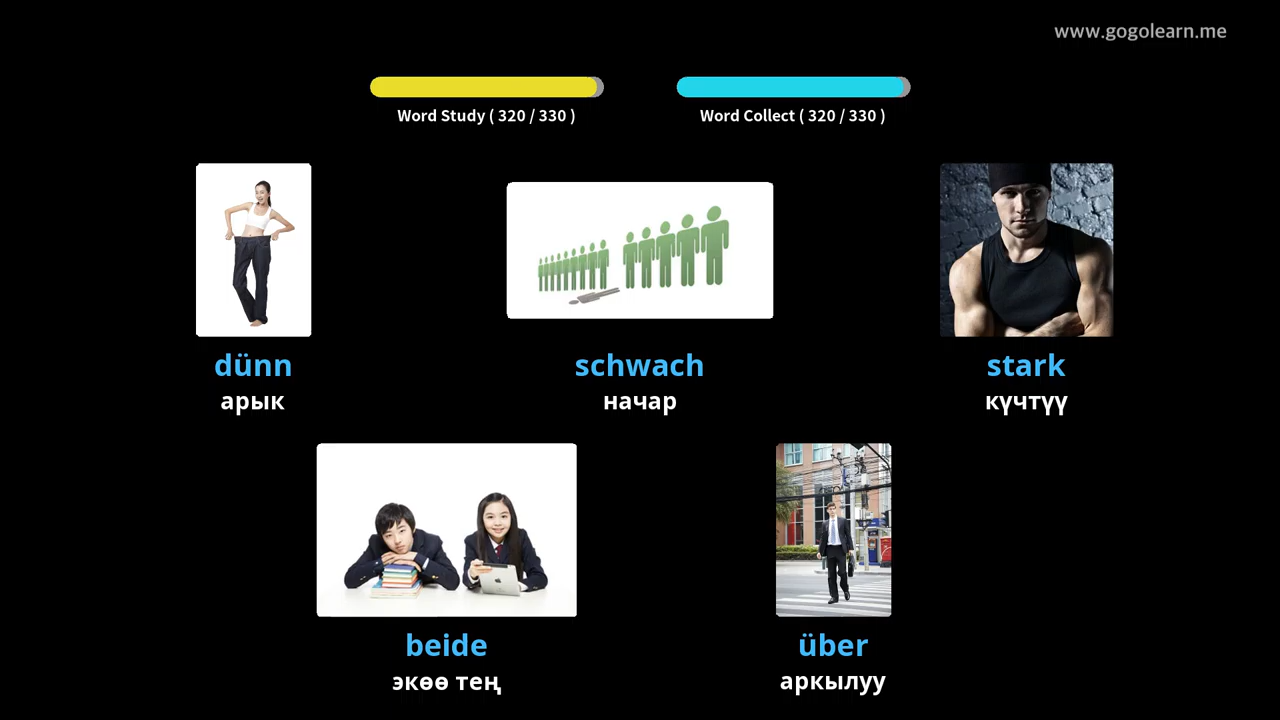 www.gogolearn.me
Word Study ( 320 / 330 )
Word Collect ( 320 / 330 )
dünn
арык
schwach
начар
stark
күчтүү
beide
экөө тең
über
аркылуу